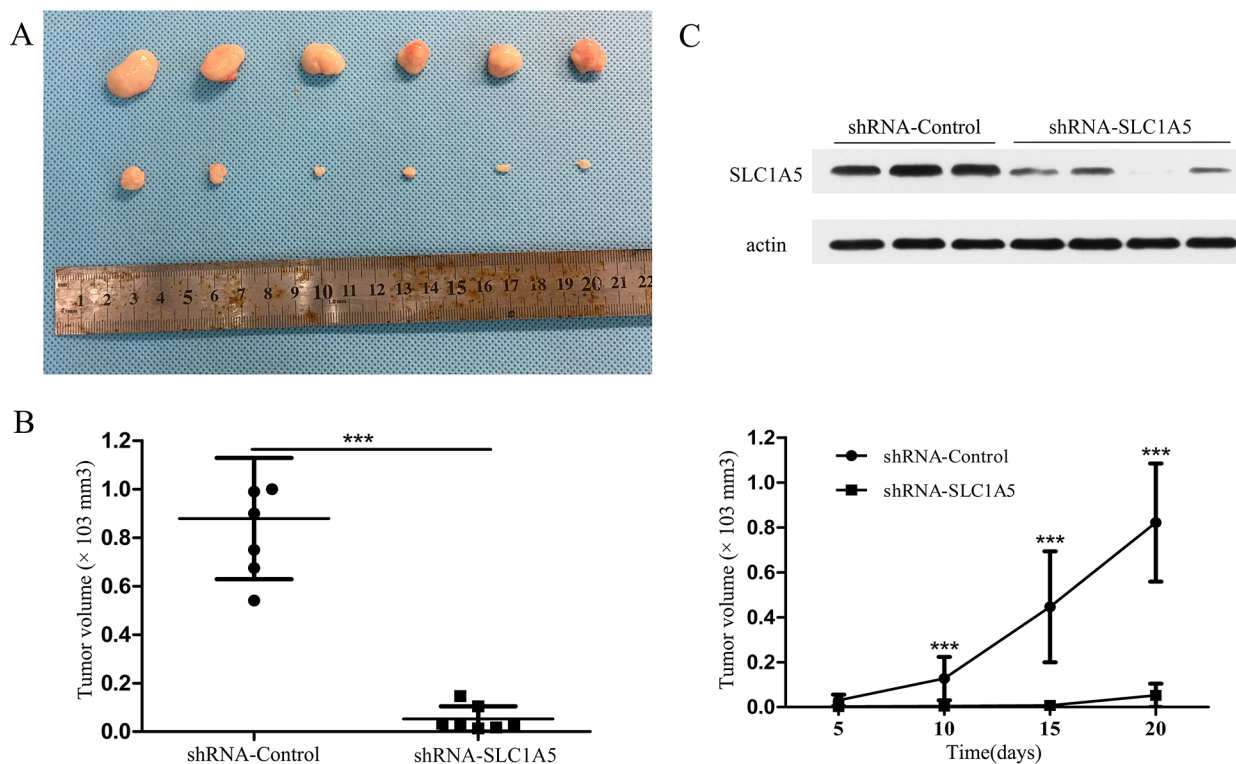 A
mm
1 2 3 4 5 6 7 8 9 10 11 12 13 14 15 16 17 18 19 20 21 22
1.0mm
C
shRNA-Control shRNA-SLC1A5
SLC1A5
actin
B
***
1.2
1.0
0.8
0.6
0.4
0.2
0.0
Tumor volume (× 103 mm3)
shRNA-Control shRNA-SLC1A5
shRNA-Control
shRNA-SLC1A5
***
***
***
1.2
1.0
0.8
0.6
0.4
0.2
0.0
Tumor volume (× 103 mm3)
5 10 15 20
Time(days)